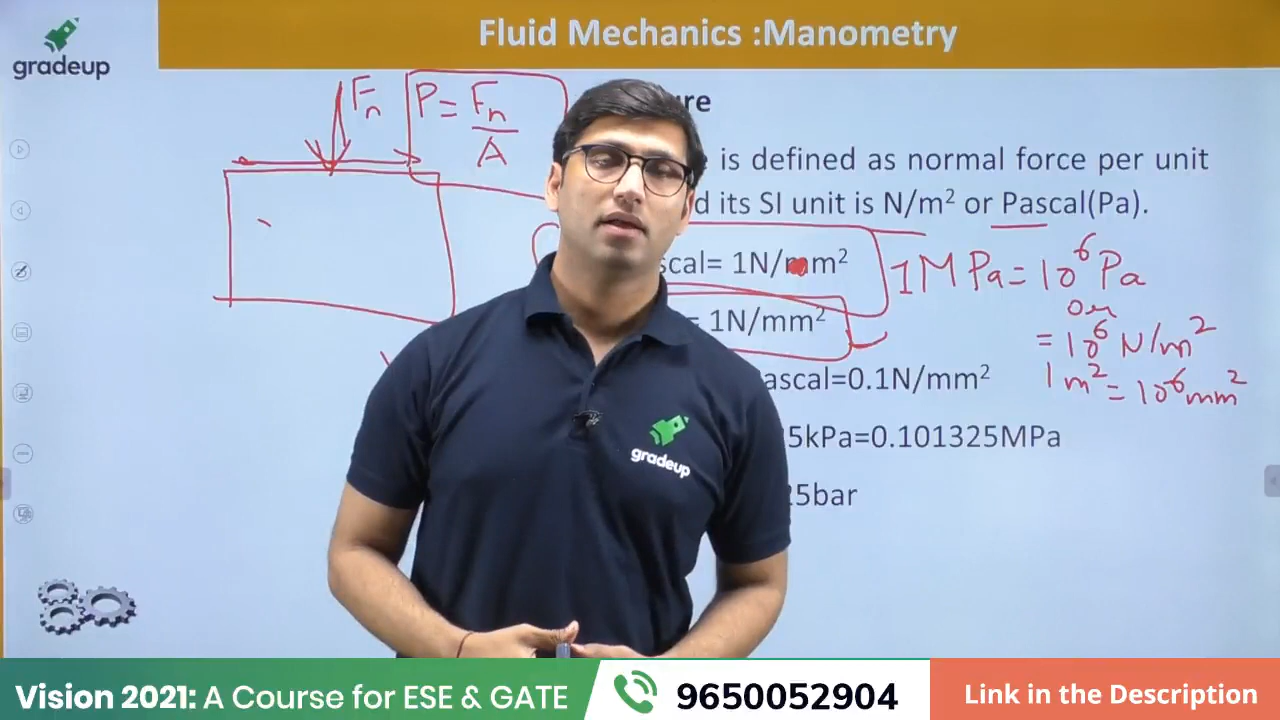 Fluid Mechanics :Manometry
gradeup
Fn
P = Fn/A
re
is defined as normal force per unit
d its SI unit is N/m² or Pascal(Pa).
scal= 1N/mm²
1 MPa = 10⁶ Pa
or
= 1N/mm²
= 10⁶ N/m²
ascal=0.1N/mm²
1 m² = 10⁶ mm²
5kPa=0.101325MPa
25bar
gradeup
Vision 2021: A Course for ESE & GATE
9650052904
Link in the Description